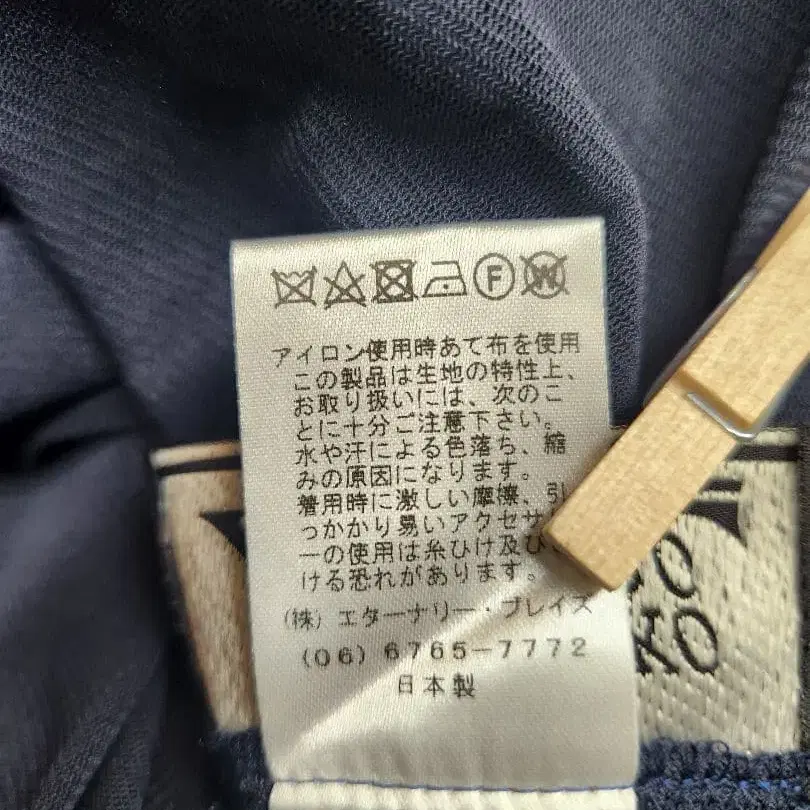 F W
アイロン使用時あて布を使用
この製品は生地の特性上、
お取り扱いには、次のこ
とに十分ご注意下さい。
水や汗による色落ち、縮
みの原因になります。
着用時に激しい摩擦、引
っかかり易いアクセサ
ーの使用は糸ひけ及び
ける恐れがあります。
(株) エターナリー・ブレイズ
(06) 6765-7772
日本製
KO